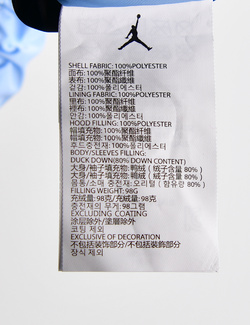 SHELL FABRIC:100%POLYESTER
面布:100%聚酯纤维
表布:100%聚酯纖維
겉감:100%폴리에스터
LINING FABRIC:100%POLYESTER
里布:100%聚酯纤维
裡布:100%聚酯纖維
안감:100%폴리에스터
HOOD FILLING:100%POLYESTER
帽填充物:100%聚酯纤维
帽填充物:100%聚酯纖維
후드충전재:100%폴리에스터
BODY/SLEEVES FILLING:
DUCK DOWN(80% DOWN CONTENT)
大身/袖子填充物:鸭绒(绒子含量80%)
大身/袖子填充物:鴨絨(絨子含量80%)
몸통/소매 충전재:오리털(함유량 80%)
FILLING WEIGHT:98G
充绒量:98克/充絨量:98克
충전재의 무게:98그램
EXCLUDING COATING
涂层除外/塗層除外
코팅 제외
EXCLUSIVE OF DECORATION
不包括装饰部分/不包括裝飾部分
장식 제외